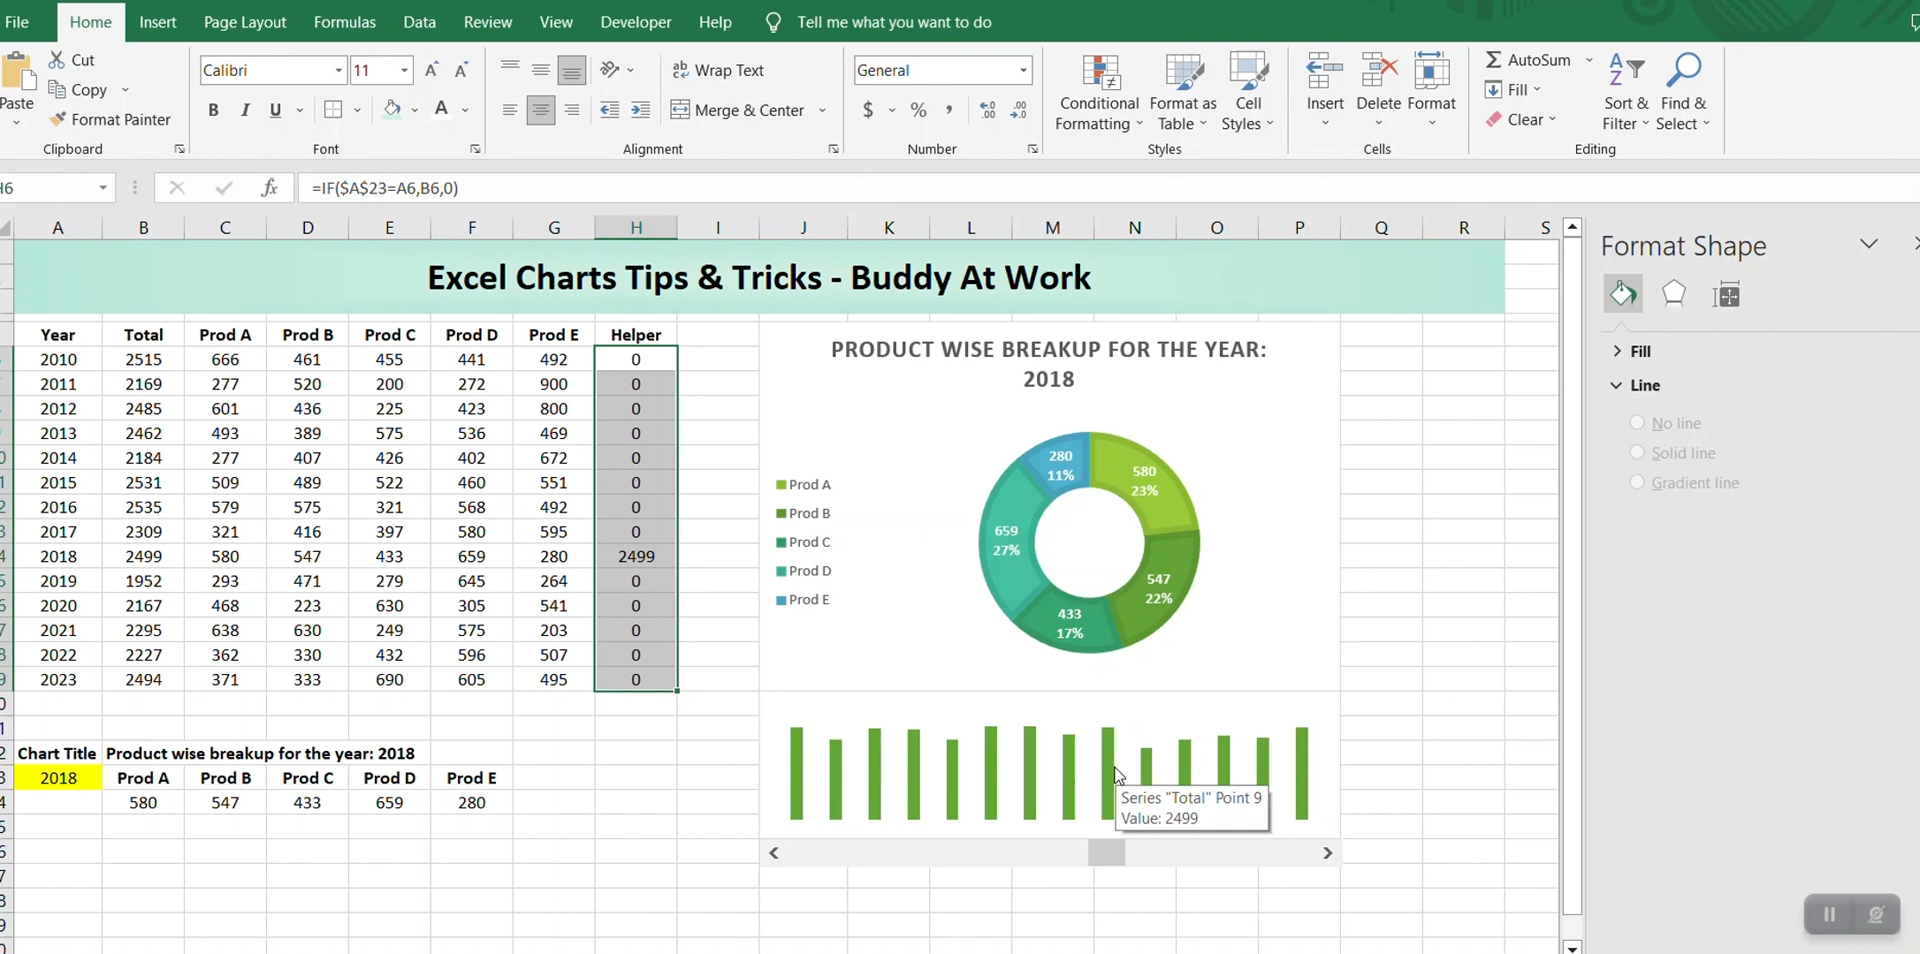 File Home Insert Page Layout Formulas Data Review View Developer Help Tell me what you want to do
Paste Cut Copy Format Painter Clipboard
Calibri 11 A A B I U A Font
ab Wrap Text Merge & Center Alignment
General $ % , .00 .00 Number
Conditional Formatting Format as Table Cell Styles Styles
Insert Delete Format Cells
AutoSum Fill Clear Sort & Filter Find & Select Editing
H6 fx =IF($A$23=A6,B6,0)
A B C D E F G H I J K L M N O P Q R S
Excel Charts Tips & Tricks - Buddy At Work
Year Total Prod A Prod B Prod C Prod D Prod E Helper
2010 2515 666 461 455 441 492 0
2011 2169 277 520 200 272 900 0
2012 2485 601 436 225 423 800 0
2013 2462 493 389 575 536 469 0
2014 2184 277 407 426 402 672 0
2015 2531 509 489 522 460 551 0
2016 2535 579 575 321 568 492 0
2017 2309 321 416 397 580 595 0
2018 2499 580 547 433 659 280 2499
2019 1952 293 471 279 645 264 0
2020 2167 468 223 630 305 541 0
2021 2295 638 630 249 575 203 0
2022 2227 362 330 432 596 507 0
2023 2494 371 333 690 605 495 0
Chart Title Product wise breakup for the year: 2018
2018 Prod A Prod B Prod C Prod D Prod E
580 547 433 659 280
PRODUCT WISE BREAKUP FOR THE YEAR:
2018
Prod A
Prod B
Prod C
Prod D
Prod E
280
11%
580
23%
659
27%
547
22%
433
17%
Series "Total" Point 9
Value: 2499
Format Shape
Fill
Line
No line
Solid line
Gradient line